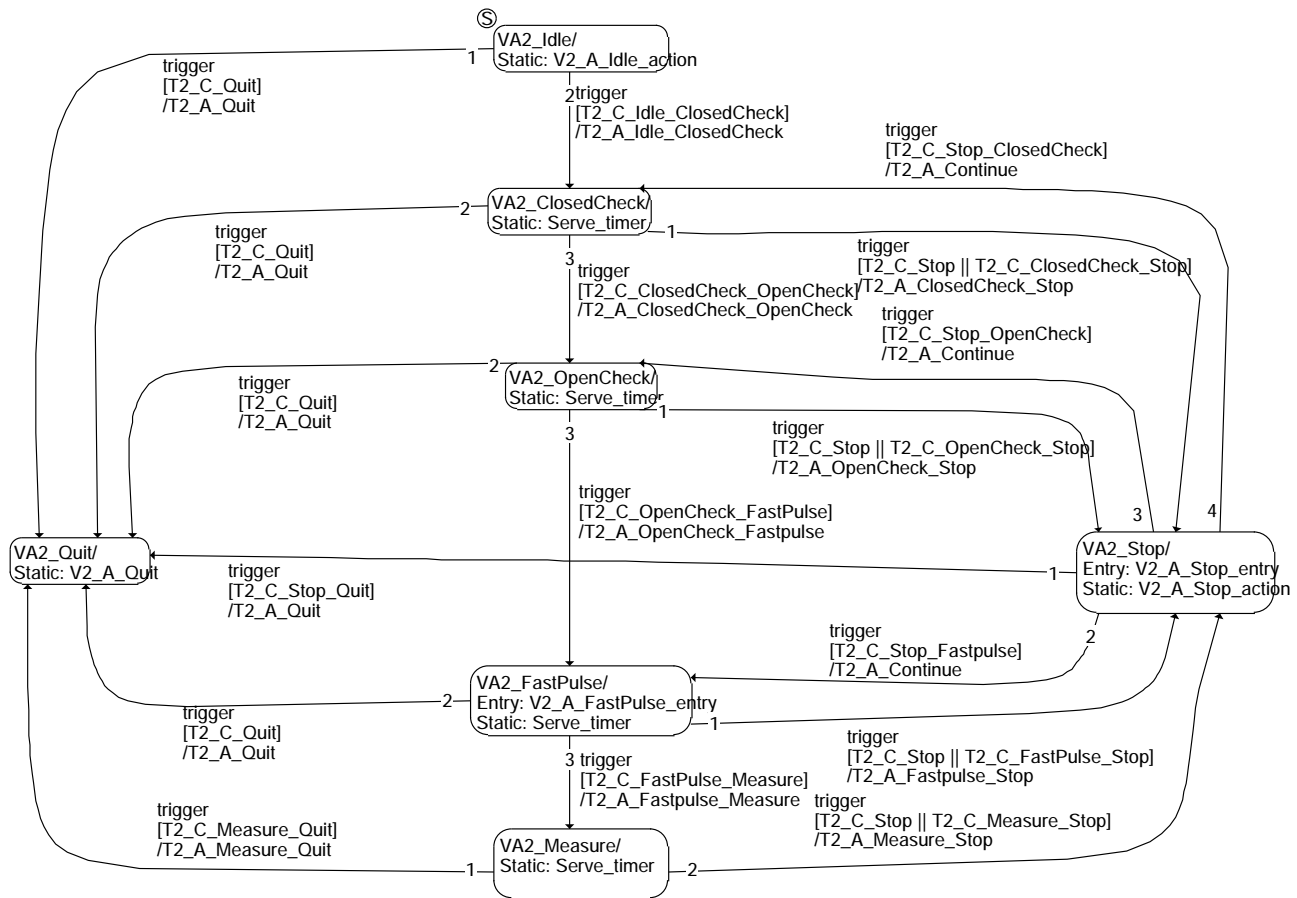 S
VA2_Idle/
Static: V2_A_Idle_action
1
trigger
[T2_C_Quit]
/T2_A_Quit
2
trigger
[T2_C_Idle_ClosedCheck]
/T2_A_Idle_ClosedCheck
trigger
[T2_C_Stop_ClosedCheck]
/T2_A_Continue
VA2_ClosedCheck/
Static: Serve_timer
2
1
trigger
[T2_C_Quit]
/T2_A_Quit
3
trigger
[T2_C_ClosedCheck_OpenCheck]
/T2_A_ClosedCheck_OpenCheck
trigger
[T2_C_Stop || T2_C_ClosedCheck_Stop]
/T2_A_ClosedCheck_Stop
trigger
[T2_C_Stop_OpenCheck]
/T2_A_Continue
2
VA2_OpenCheck/
Static: Serve_timer
1
trigger
[T2_C_Quit]
/T2_A_Quit
3
trigger
[T2_C_Stop || T2_C_OpenCheck_Stop]
/T2_A_OpenCheck_Stop
trigger
[T2_C_OpenCheck_FastPulse]
/T2_A_OpenCheck_Fastpulse
3
4
VA2_Quit/
Static: V2_A_Quit
VA2_Stop/
Entry: V2_A_Stop_entry
Static: V2_A_Stop_action
1
trigger
[T2_C_Stop_Quit]
/T2_A_Quit
2
trigger
[T2_C_Stop_Fastpulse]
/T2_A_Continue
VA2_FastPulse/
Entry: V2_A_FastPulse_entry
Static: Serve_timer
2
1
trigger
[T2_C_Quit]
/T2_A_Quit
3
trigger
[T2_C_FastPulse_Measure]
/T2_A_Fastpulse_Measure
trigger
[T2_C_Stop || T2_C_FastPulse_Stop]
/T2_A_Fastpulse_Stop
trigger
[T2_C_Measure_Quit]
/T2_A_Measure_Quit
trigger
[T2_C_Stop || T2_C_Measure_Stop]
/T2_A_Measure_Stop
VA2_Measure/
Static: Serve_timer
1
2